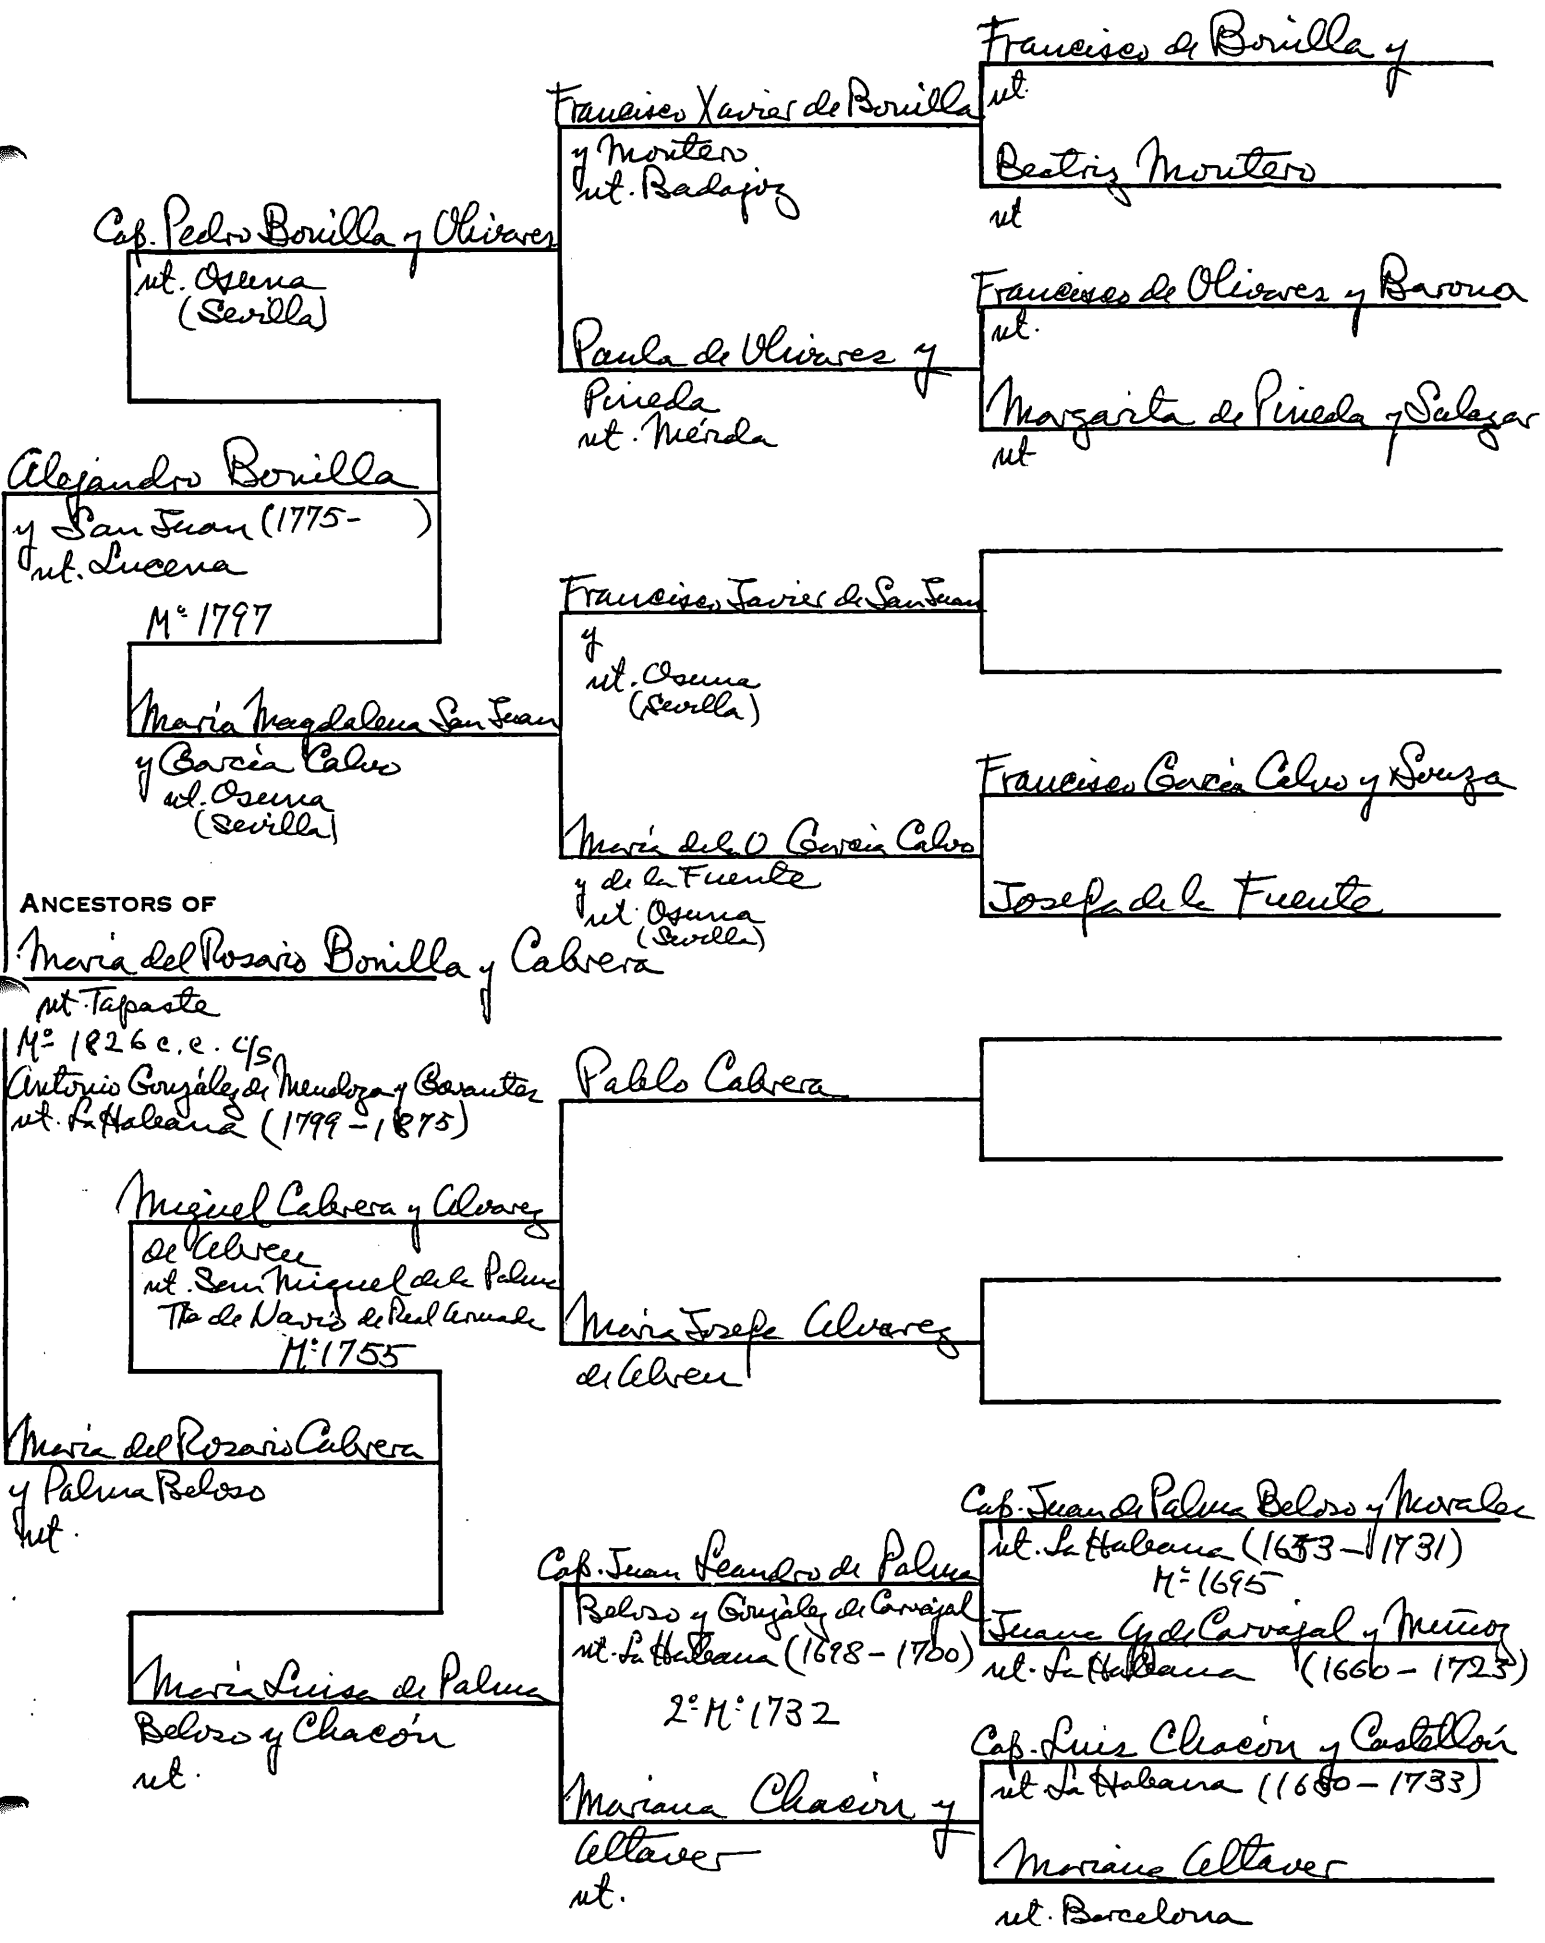 Francisco de Bonilla y
nt.
Beatriz Montero
nt
Francisco Xavier de Bonilla
y Montero
nt. Badajoz
Cap. Pedro Bonilla y Olivares
nt. Osuna
(Sevilla)
Francisco de Olivares y Barona
nt.
Paula de Olivares y
Pineda
nt. Mérida
Margarita de Pineda y Salazar
nt
Alejandro Bonilla
y San Juan (1775-     )
nt. Lucena
Mº 1797
Francisco Javier de San Juan
y
nt. Osuna
(Sevilla)
María Magdalena San Juan
y García Calvo
nt. Osuna
(Sevilla)
Francisco García Calvo y Souza
María de la O García Calvo
y de la Fuente
nt. Osuna
(Sevilla)
Josefa de la Fuente
ANCESTORS OF
María del Rosario Bonilla y Cabrera
nt. Tapaste
Mº 1826 c.c. c/s
Antonio González de Mendoza y
nt. La Habana (1799-1875)
Pablo Cabrera
Miguel Cabrera y Alvarez
de Abreu
nt. San Miguel de la Palma
Tte de Navío de Real Armada
Mº 1755
María Josefa Alvarez
de Abreu
María del Rosario Cabrera
y Palma Beloso
nt.
Cap. Juan de Palma Beloso y Morales
nt. La Habana (         -1731)
Mº 1695
Cap. Juan Leandro de Palma
Beloso y González de Carvajal
nt. La Habana (1698-         )
2º Mº 1732
Juana G. de Carvajal y Muñoz
nt. La Habana (1660-         )
María Luisa de Palma
Beloso y Chacón
nt.
Cap. Luis Chacón y Castellón
nt La Habana (         -1733)
Mariana Chacón y
Altaver
nt.
Mariana Altaver
nt. Barcelona